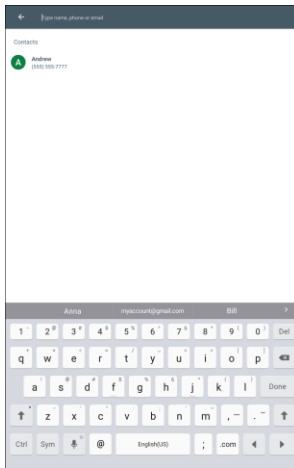 Type name, phone or email
Contacts
A
Andrew
(555) 555-7777
Anna myaccount@gmail.com Bill
1 2 3 4 5 6 7 8 9 0 Del
q w e r t y u i o p
a s d f g h j k l Done
z x c v b n m , .
Ctrl Sym @ English(US) ; .com